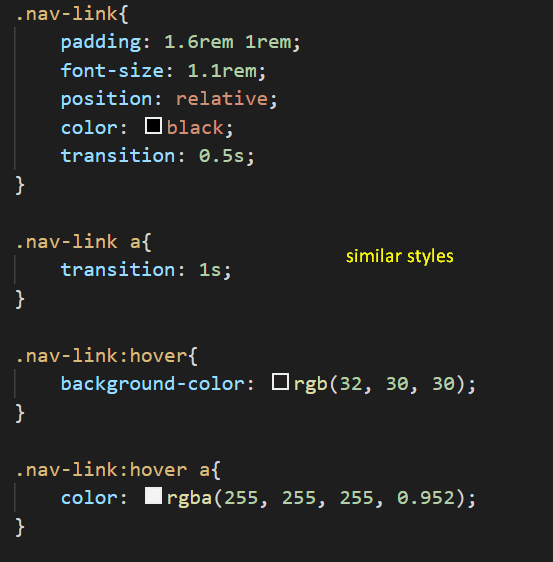 .nav-link{
    padding: 1.6rem 1rem;
    font-size: 1.1rem;
    position: relative;
    color: black;
    transition: 0.5s;
}
.nav-link a{
    transition: 1s;
}
similar styles
.nav-link:hover{
    background-color: rgb(32, 30, 30);
}
.nav-link:hover a{
    color: rgba(255, 255, 255, 0.952);
}